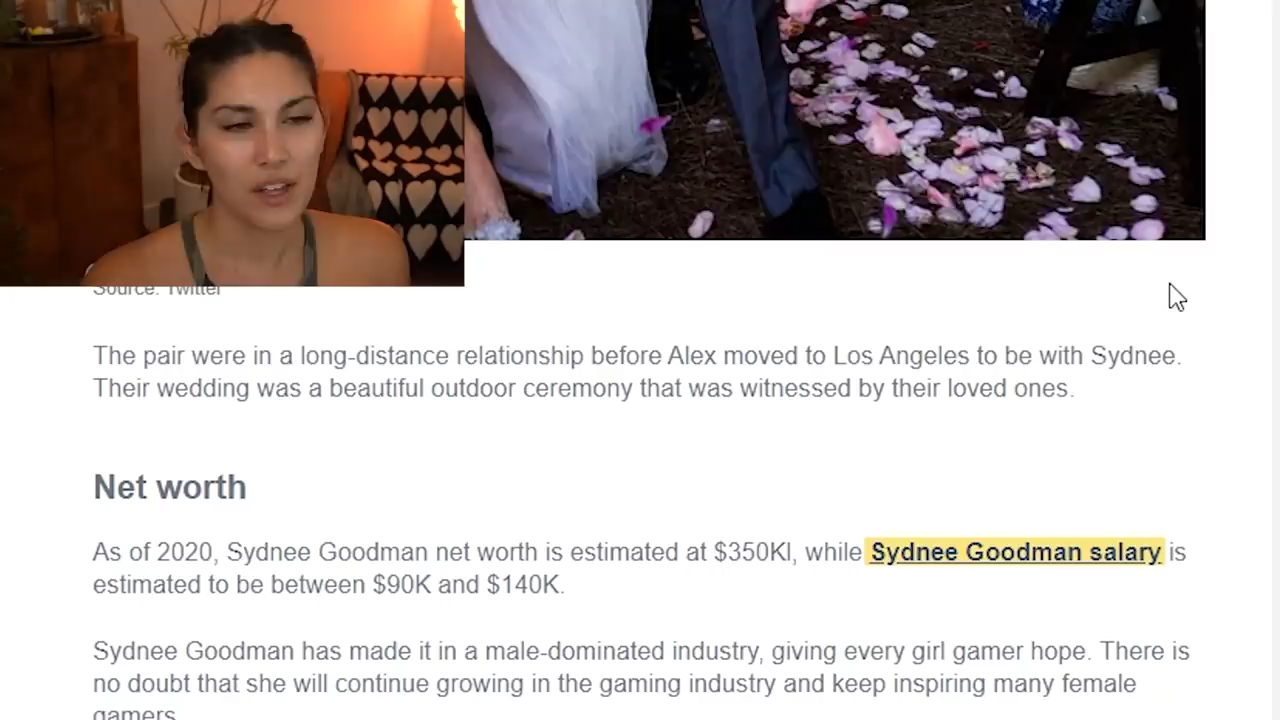 Source: Twitter
The pair were in a long-distance relationship before Alex moved to Los Angeles to be with Sydnee.
Their wedding was a beautiful outdoor ceremony that was witnessed by their loved ones.
Net worth
As of 2020, Sydnee Goodman net worth is estimated at $350Kl, while Sydnee Goodman salary is
estimated to be between $90K and $140K.
Sydnee Goodman has made it in a male-dominated industry, giving every girl gamer hope. There is
no doubt that she will continue growing in the gaming industry and keep inspiring many female
gamers.